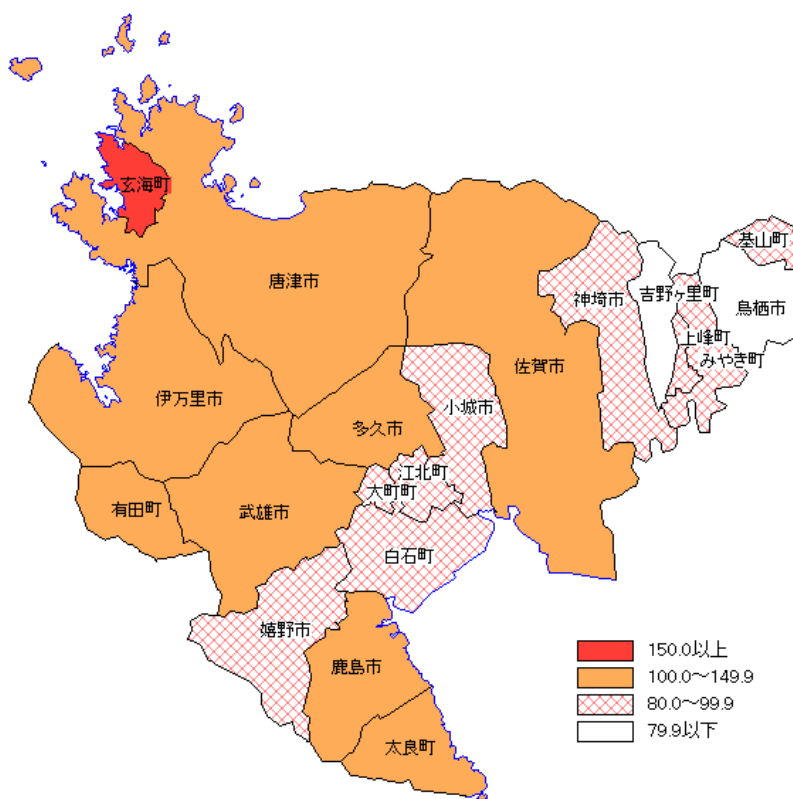 玄海町
基山町
唐津市
神埼市
吉野ヶ里町
鳥栖市
上峰町
みやき町
佐賀市
伊万里市
小城市
多久市
江北町
大町町
有田町
武雄市
白石町
嬉野市
鹿島市
太良町
150.0以上
100.0～149.9
80.0～99.9
79.9以下